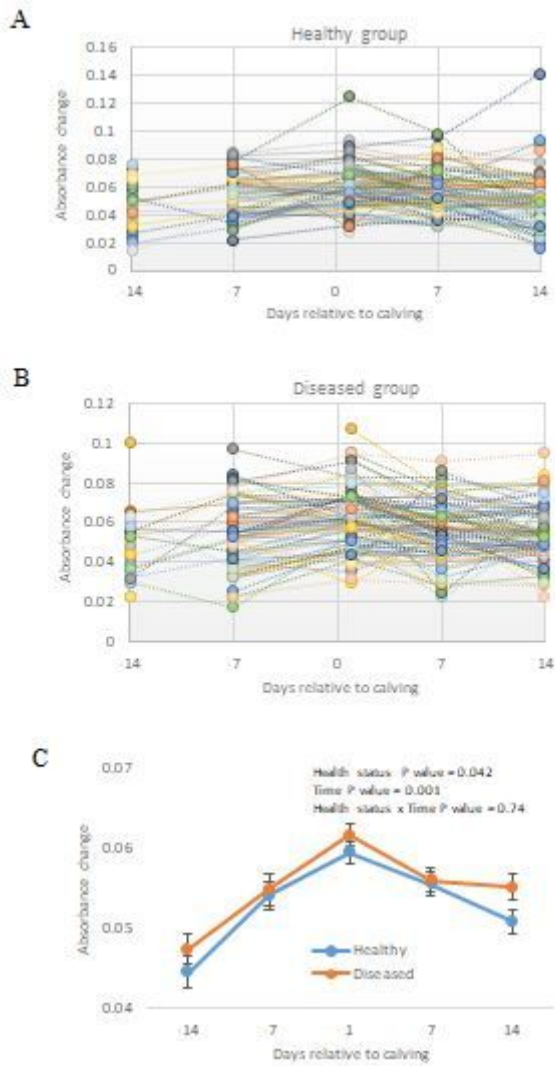 A
Healthy group
0.16
0.14
0.12
0.1
0.08
0.06
0.04
0.02
0
Absorbance change
14 7 0 7 14
Days relative to calving
B
Diseased group
0.12
0.1
0.08
0.06
0.04
0.02
0
Absorbance change
14 7 0 7 14
Days relative to calving
C
0.07
0.06
0.05
0.04
Absorbance change
Health status P value = 0.042
Time P value = 0.001
Health status x Time P value = 0.74
Healthy
Diseased
14 7 1 7 14
Days relative to calving